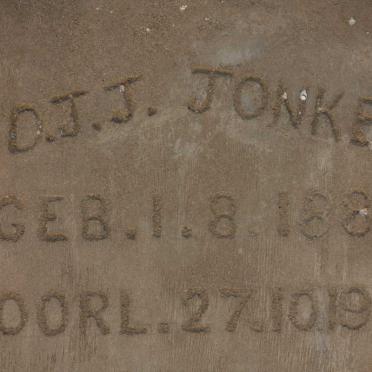 D.J.J. JONKE
GEB. 1.8.188
OORL. 27.10.19